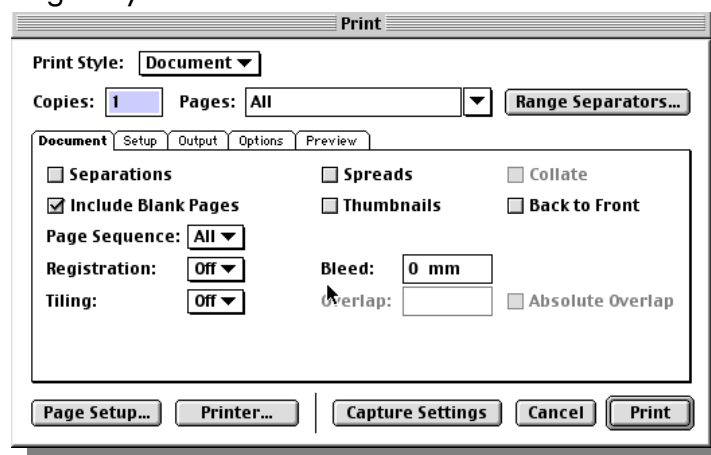 Print
Print Style: Document
Copies: 1 Pages: All Range Separators...
Document Setup Output Options Preview
Separations Spreads Collate
Include Blank Pages Thumbnails Back to Front
Page Sequence: All
Registration: Off Bleed: 0 mm
Tiling: Off Overlap: Absolute Overlap
Page Setup... Printer... Capture Settings Cancel Print